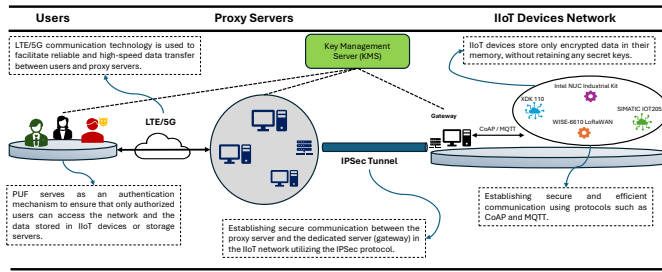 Users
Proxy Servers
IIoT Devices Network
LTE/5G communication technology is used to
facilitate reliable and high-speed data transfer
between users and proxy servers.
Key Management
Server (KMS)
IIoT devices store only encrypted data in their
memory, without retaining any secret keys.
Intel NUC Industrial Kit
XDK 110
SIMATIC IOT205
WISE-6610 LoRaWAN
Gateway
CoAP / MQTT
LTE/5G
IPSec Tunnel
PUF serves as an authentication
mechanism to ensure that only authorized
users can access the network and the
data stored in IIoT devices or storage
servers.
Establishing secure communication between the
proxy server and the dedicated server (gateway) in
the IIoT network utilizing the IPSec protocol.
Establishing secure and efficient
communication using protocols such as
CoAP and MQTT.